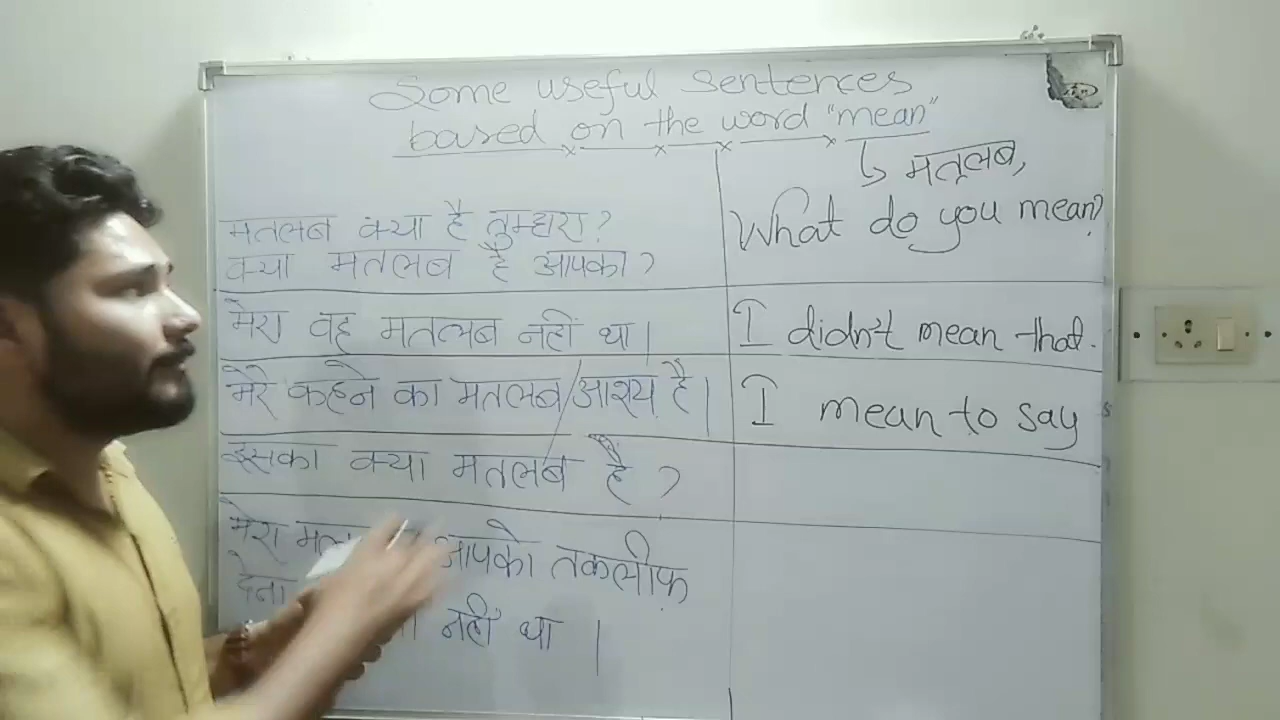 Some useful sentences
based on the word "mean"
↳ मतलब,
मतलब क्या है तुम्हारा?
क्या मतलब है आपका?
What do you mean?
मेरा वह मतलब नहीं था।
I didn't mean that.
मेरे कहने का मतलब/आशय है।
I mean to say
इसका क्या मतलब है?
मेरा आपको तकलीफ़
देना नहीं था।